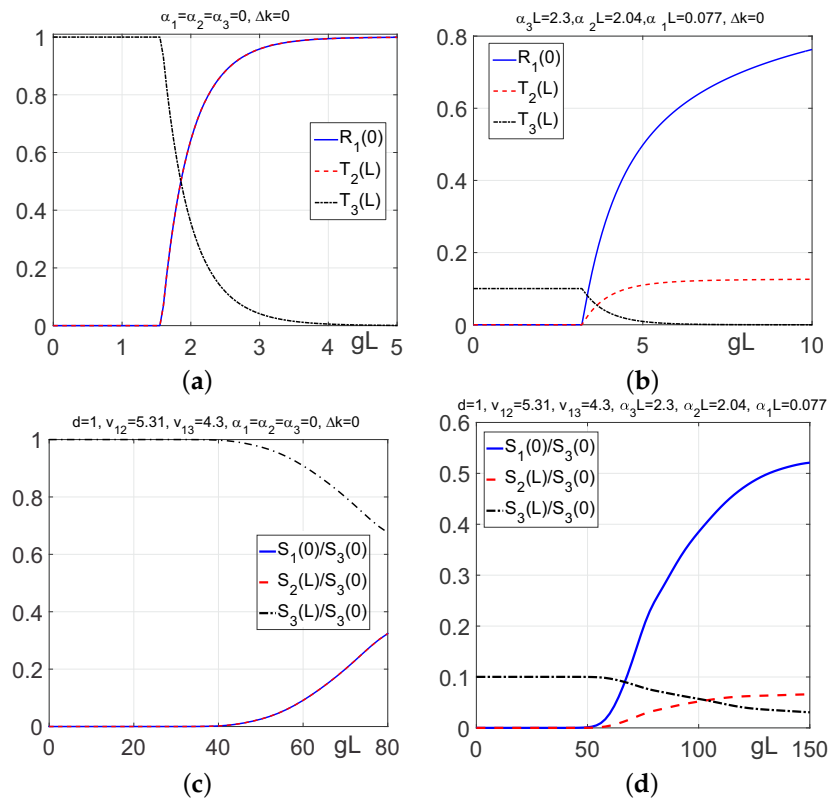 α1=α2=α3=0, Δk=0
1
0.8
0.6
0.4
0.2
0
R1(0)
T2(L)
T3(L)
0 1 2 3 4 5
gL
(a)
α3L=2.3,α 2L=2.04,α 1L=0.077, Δk=0
0.8
0.6
0.4
0.2
0
R1(0)
T2(L)
T3(L)
0 5 10
gL
(b)
d=1, v12=5.31, v13=4.3, α1=α2=α3=0, Δk=0
1
0.8
0.6
0.4
0.2
0
S1(0)/S3(0)
S2(L)/S3(0)
S3(L)/S3(0)
0 20 40 60 80
gL
(c)
d=1, v12=5.31, v13=4.3, α3L=2.3, α2L=2.04, α1L=0.077
0.6
0.5
0.4
0.3
0.2
0.1
0
S1(0)/S3(0)
S2(L)/S3(0)
S3(L)/S3(0)
0 50 100 150
gL
(d)